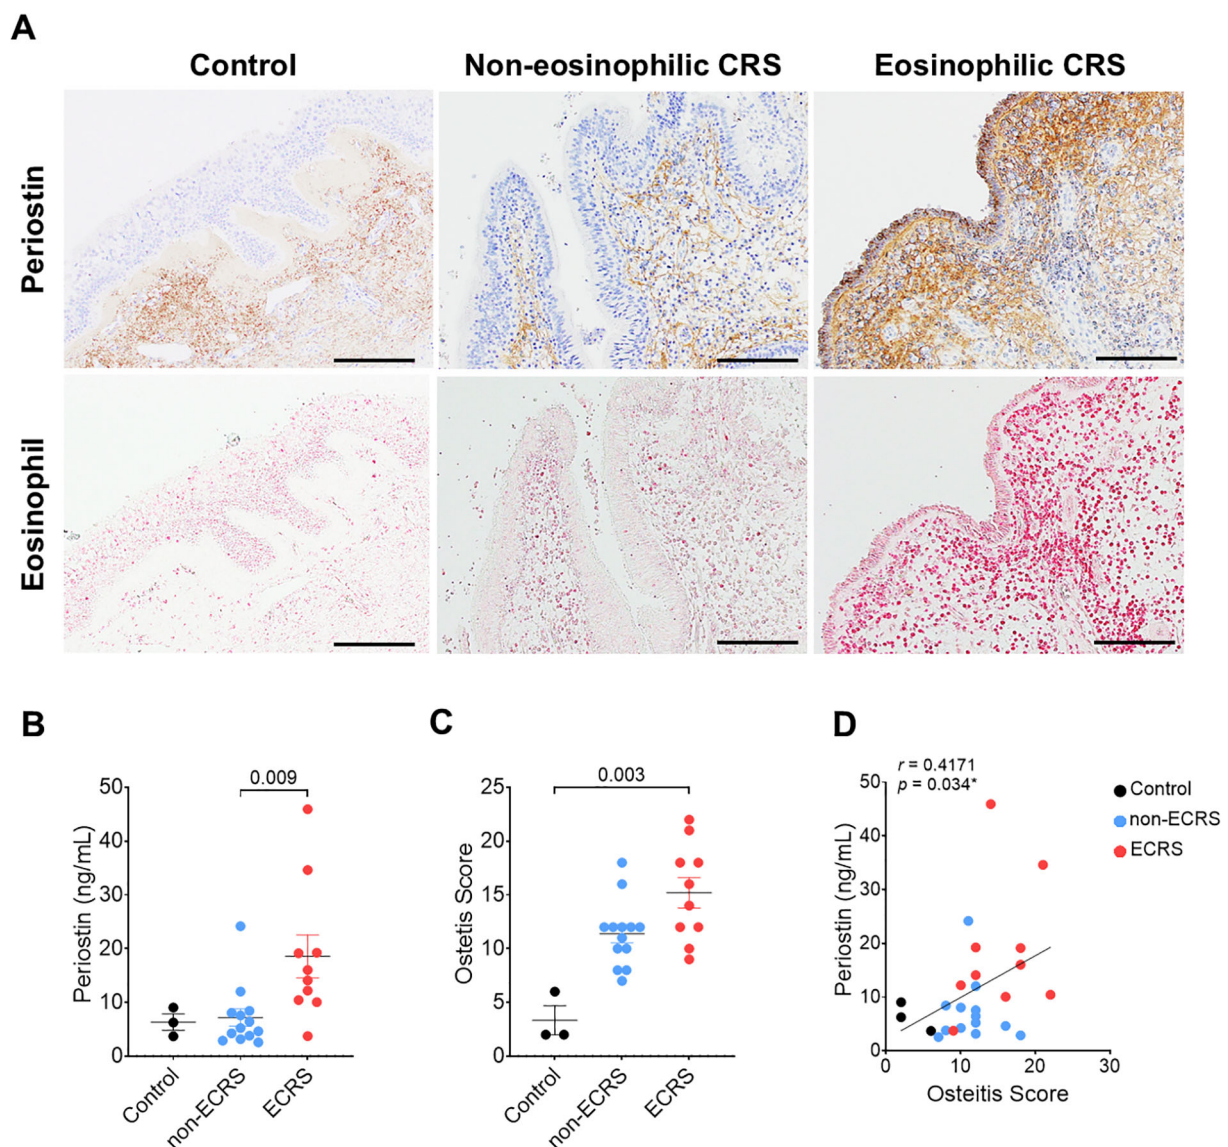 A
Control
Non-eosinophilic CRS
Eosinophilic CRS
Periostin
Eosinophil
B
0.009
Periostin (ng/mL)
50
40
30
20
10
0
Control
non-ECRS
ECRS
C
0.003
Ostetis Score
25
20
15
10
5
0
Control
non-ECRS
ECRS
D
r = 0.4171
p = 0.034*
Periostin (ng/mL)
50
40
30
20
10
0
0 10 20 30
Osteitis Score
Control
non-ECRS
ECRS